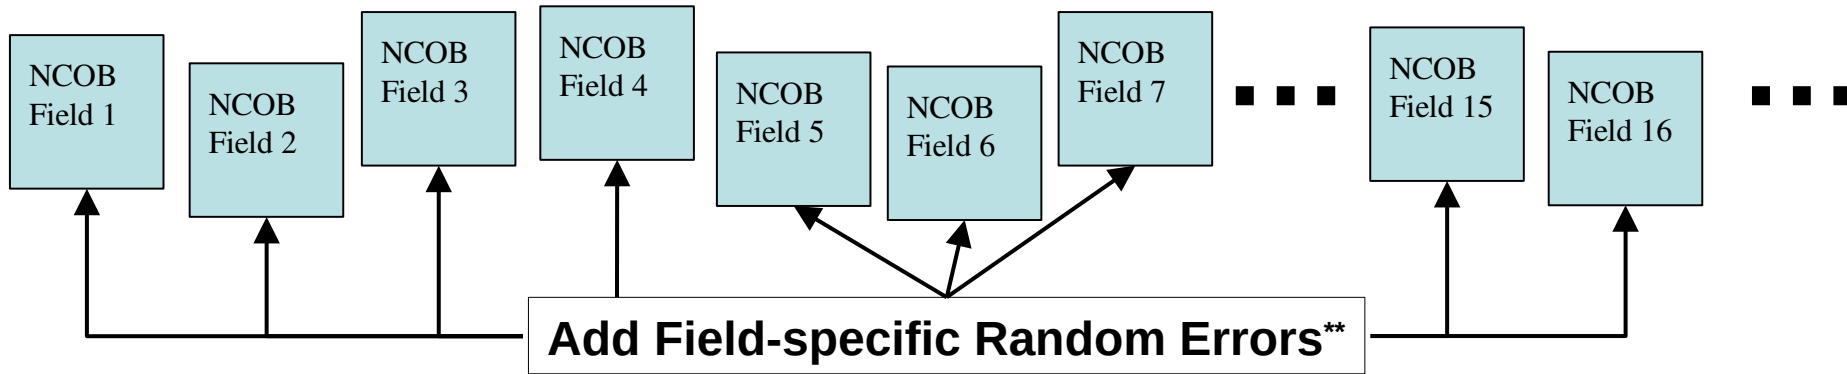 NCOB
Field 1
NCOB
Field 2
NCOB
Field 3
NCOB
Field 4
NCOB
Field 5
NCOB
Field 6
NCOB
Field 7
NCOB
Field 15
NCOB
Field 16
Add Field-specific Random Errors**